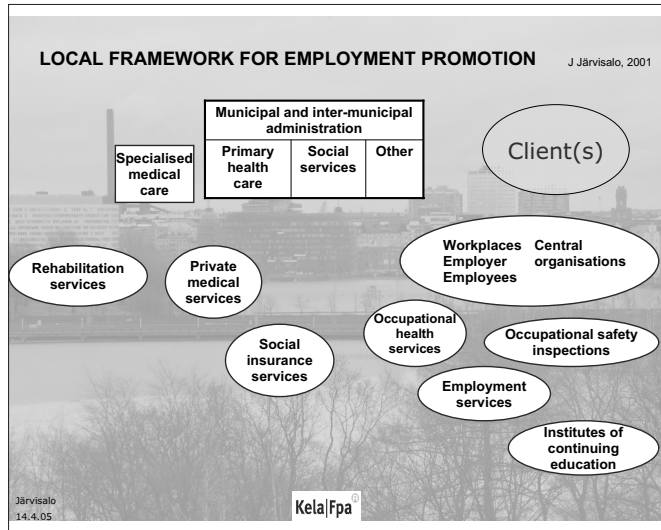 LOCAL FRAMEWORK FOR EMPLOYMENT PROMOTION
J Järvisalo, 2001
Municipal and inter-municipal
administration
Primary
health
care
Social
services
Other
Specialised
medical
care
Client(s)
Workplaces Central
Employer organisations
Employees
Rehabilitation
services
Private
medical
services
Occupational
health
services
Occupational safety
inspections
Social
insurance
services
Employment
services
Institutes of
continuing
education
Järvisalo
14.4.05
Kela|Fpa®